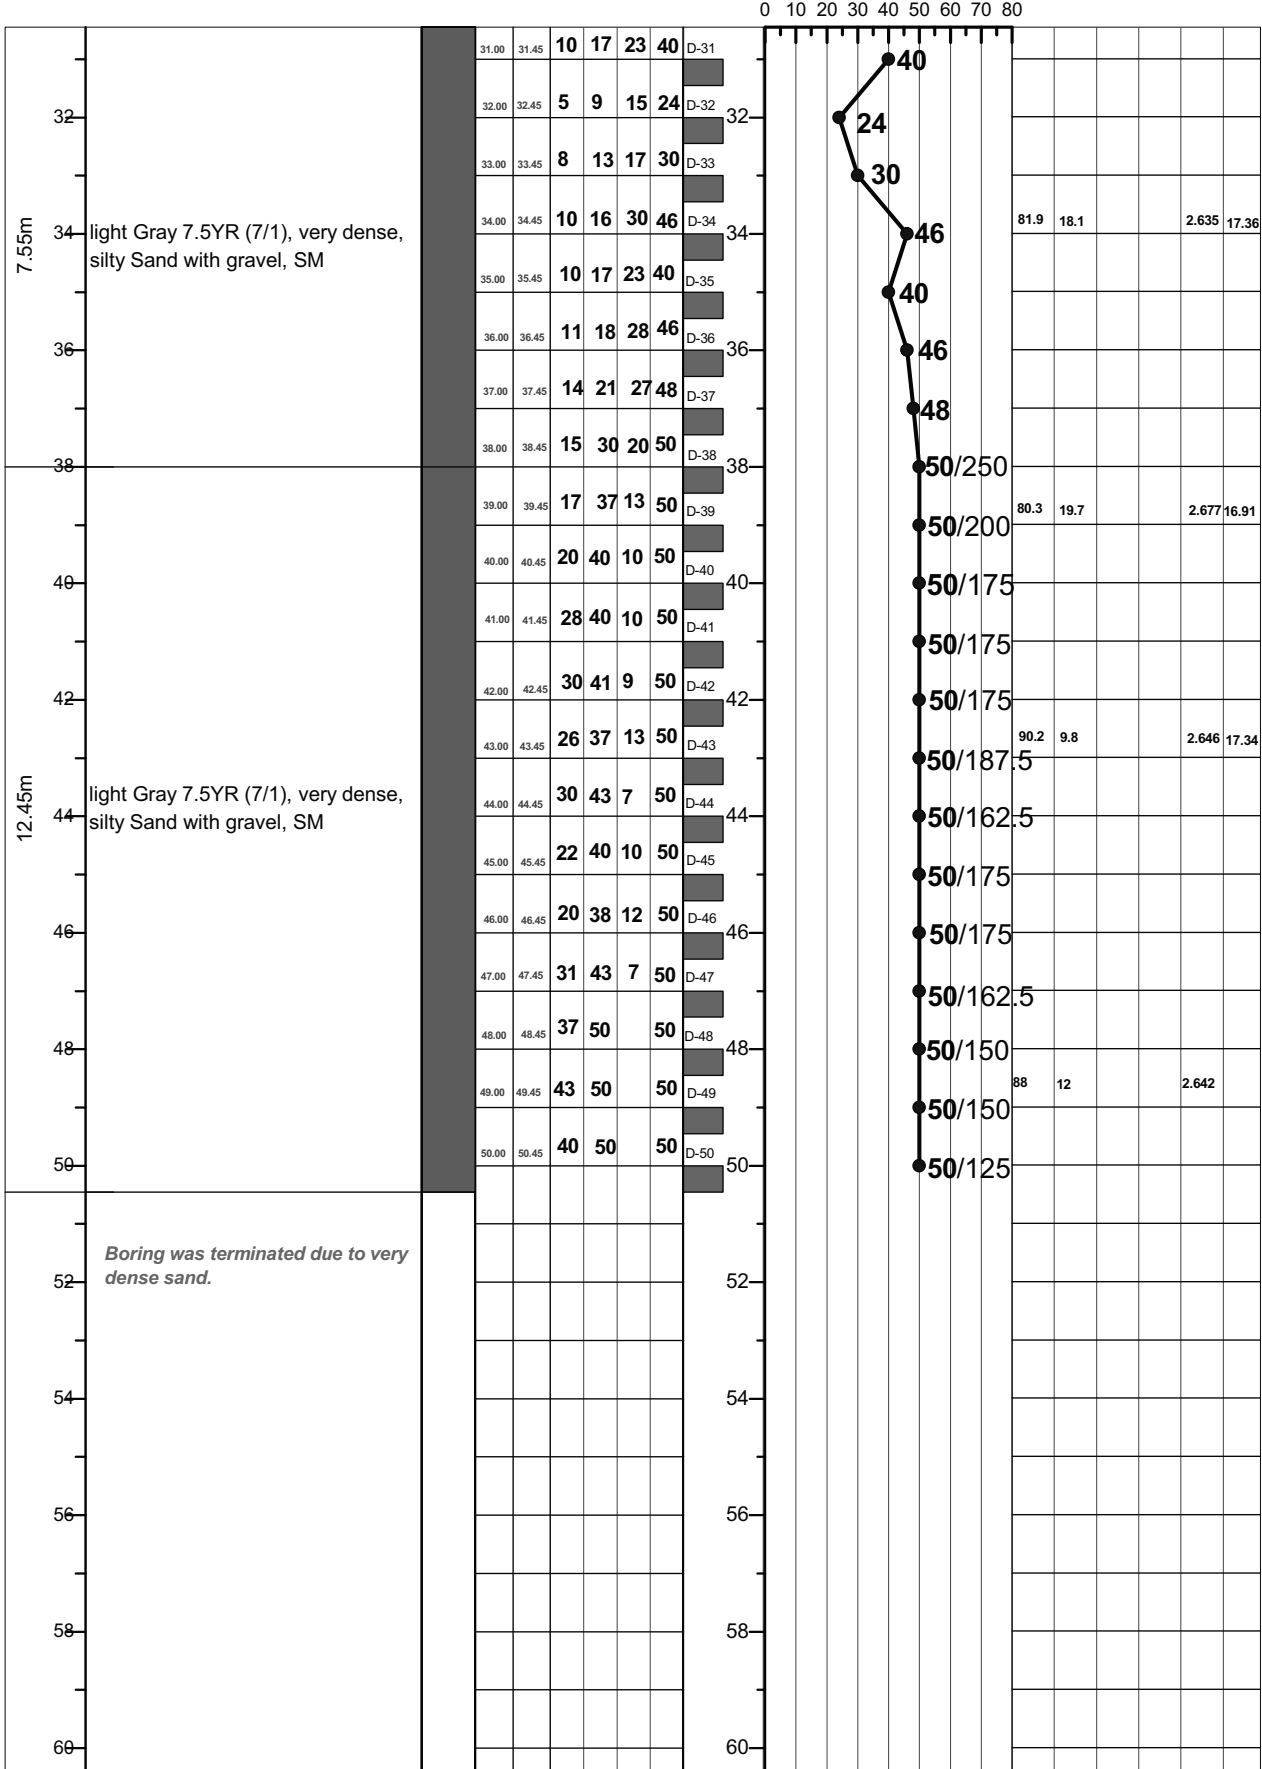 0 10 20 30 40 50 60 70 80
31.00 31.45 10 17 23 40 D-31
40
32.00 32.45 5 9 15 24 D-32
32 32
24
33.00 33.45 8 13 17 30 D-33
30
34.00 34.45 10 16 30 46 D-34
81.9 18.1 2.635 17.36
34 34
46
7.55m
light Gray 7.5YR (7/1), very dense,
silty Sand with gravel, SM
35.00 35.45 10 17 23 40 D-35
40
36.00 36.45 11 18 28 46 D-36
36 36
46
37.00 37.45 14 21 27 48 D-37
48
38.00 38.45 15 30 20 50 D-38
38 38
50/250
39.00 39.45 17 37 13 50 D-39
80.3 19.7 2.677 16.91
50/200
40.00 40.45 20 40 10 50 D-40
40 40
50/175
41.00 41.45 28 40 10 50 D-41
50/175
42.00 42.45 30 41 9 50 D-42
42 42
50/175
43.00 43.45 26 37 13 50 D-43
90.2 9.8 2.646 17.34
50/187.5
12.45m
light Gray 7.5YR (7/1), very dense,
silty Sand with gravel, SM
44.00 44.45 30 43 7 50 D-44
44 44
50/162.5
45.00 45.45 22 40 10 50 D-45
50/175
46.00 46.45 20 38 12 50 D-46
46 46
50/175
47.00 47.45 31 43 7 50 D-47
50/162.5
48.00 48.45 37 50 50 D-48
48 48
50/150
49.00 49.45 43 50 50 D-49
88 12 2.642
50/150
50.00 50.45 40 50 50 D-50
50 50
50/125
Boring was terminated due to very
dense sand.
52 52
54 54
56 56
58 58
60 60